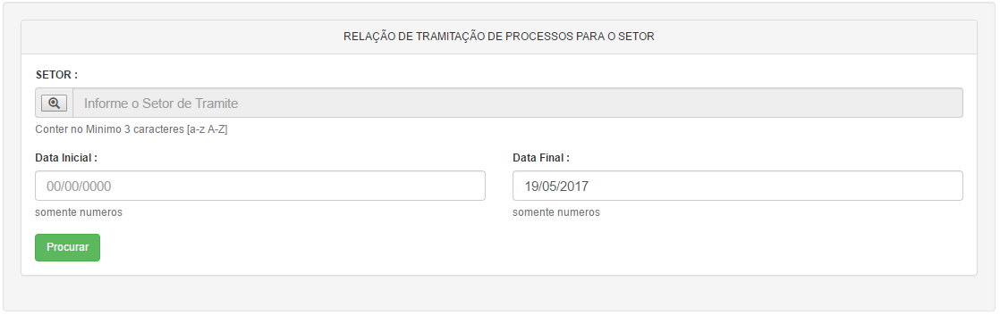 RELAÇÃO DE TRAMITAÇÃO DE PROCESSOS PARA O SETOR
SETOR :
Informe o Setor de Tramite
Conter no Minimo 3 caracteres [a-z A-Z]
Data Inicial :
Data Final :
00/00/0000
19/05/2017
somente numeros
somente numeros
Procurar